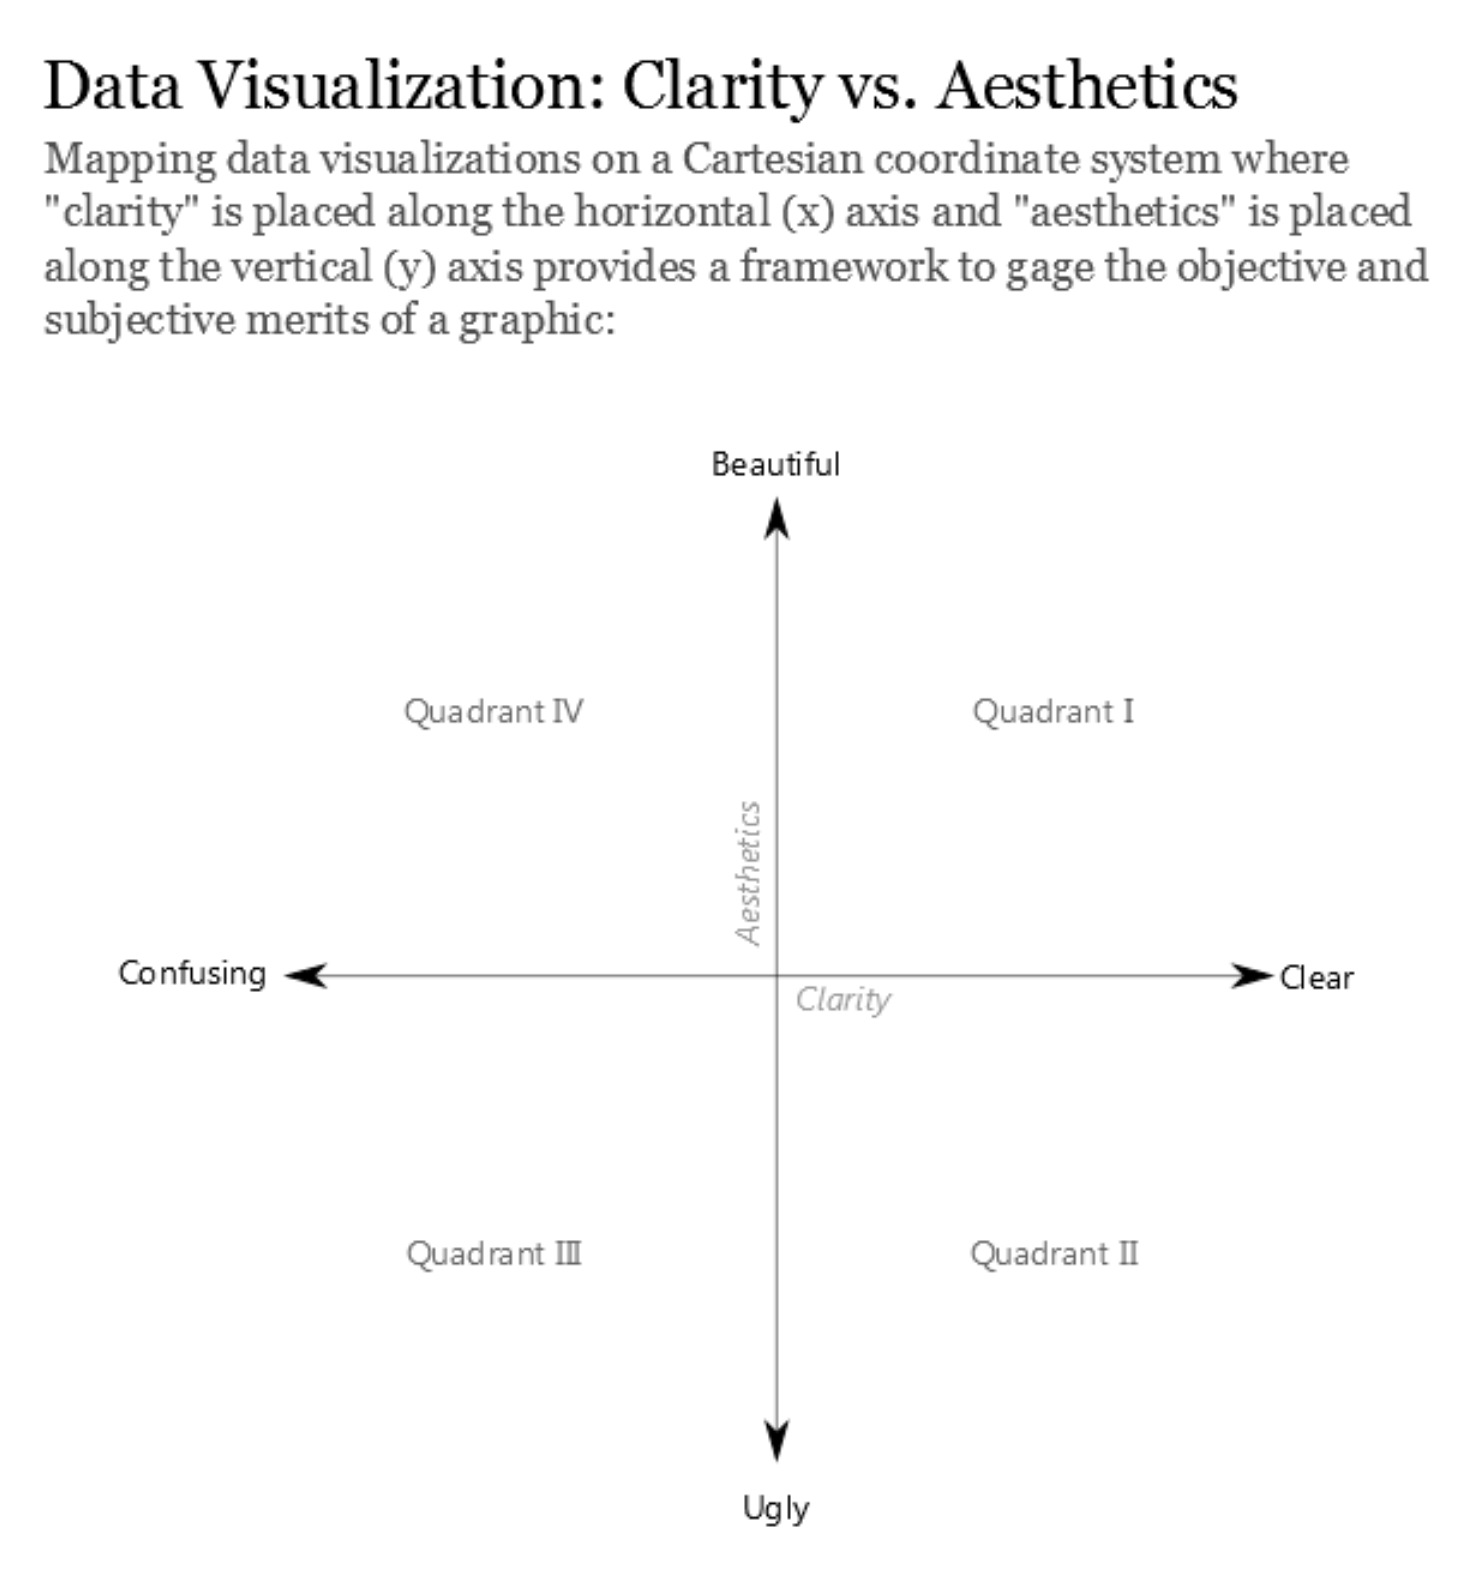 Data Visualization: Clarity vs. Aesthetics
Mapping data visualizations on a Cartesian coordinate system where
"clarity" is placed along the horizontal (x) axis and "aesthetics" is placed
along the vertical (y) axis provides a framework to gage the objective and
subjective merits of a graphic:
Beautiful
Quadrant IV
Quadrant I
Aesthetics
Confusing
Clear
Clarity
Quadrant III
Quadrant II
Ugly